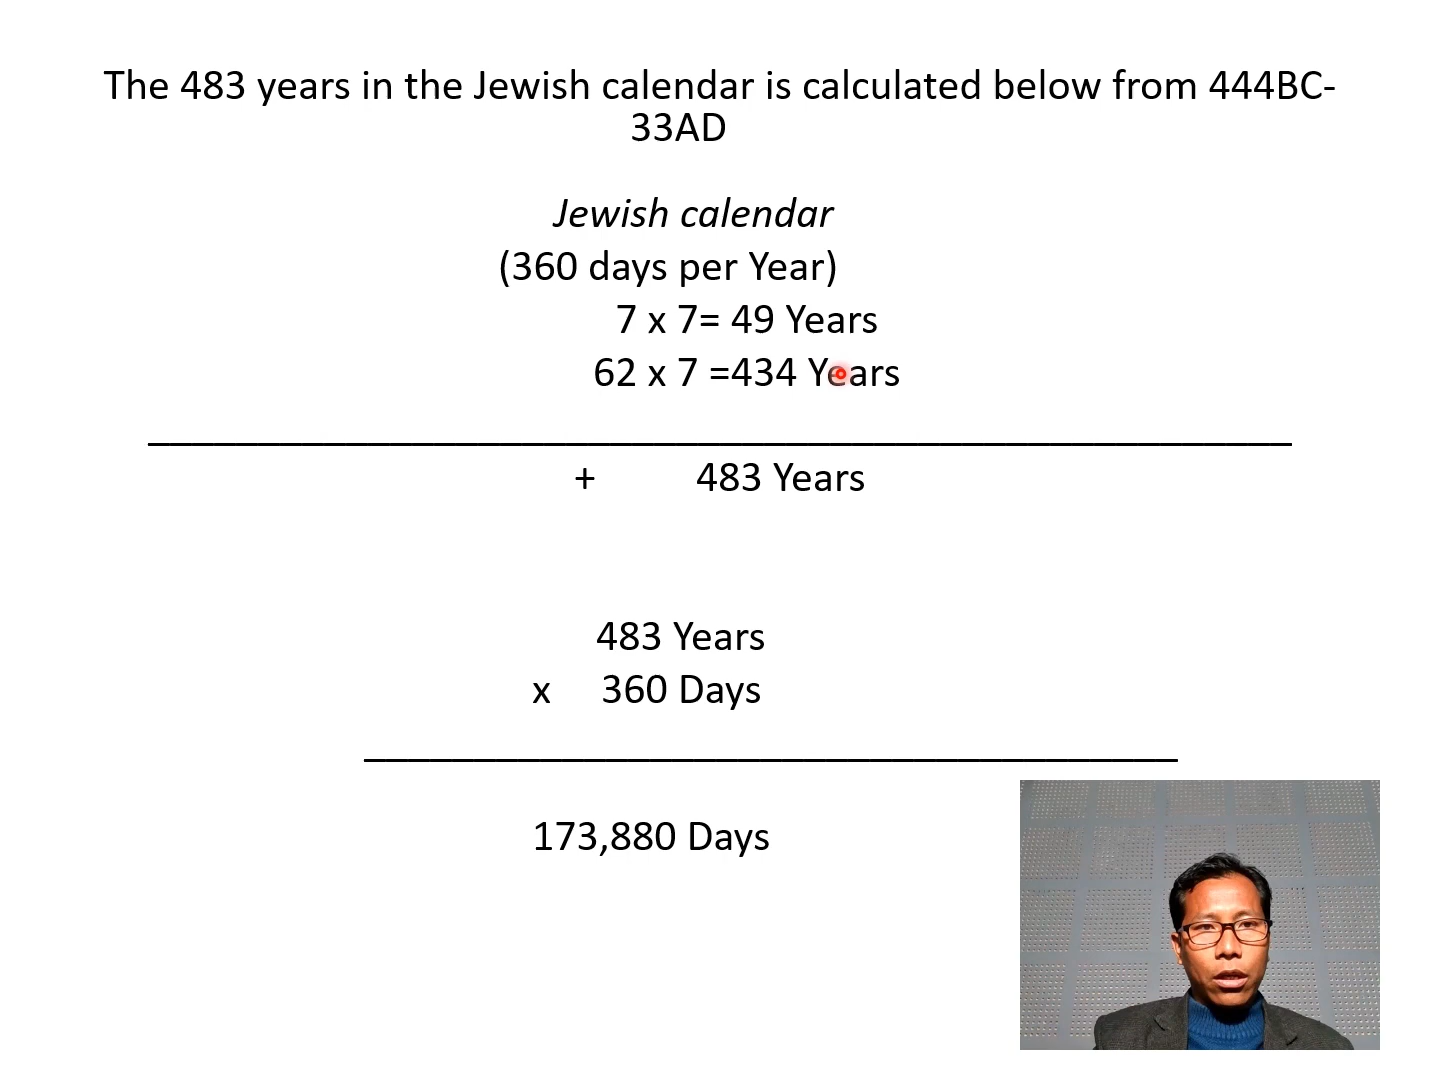 The 483 years in the Jewish calendar is calculated below from 444BC-
33AD
Jewish calendar
(360 days per Year)
7 x 7= 49 Years
62 x 7 =434 Years
+ 483 Years
483 Years
x 360 Days
173,880 Days